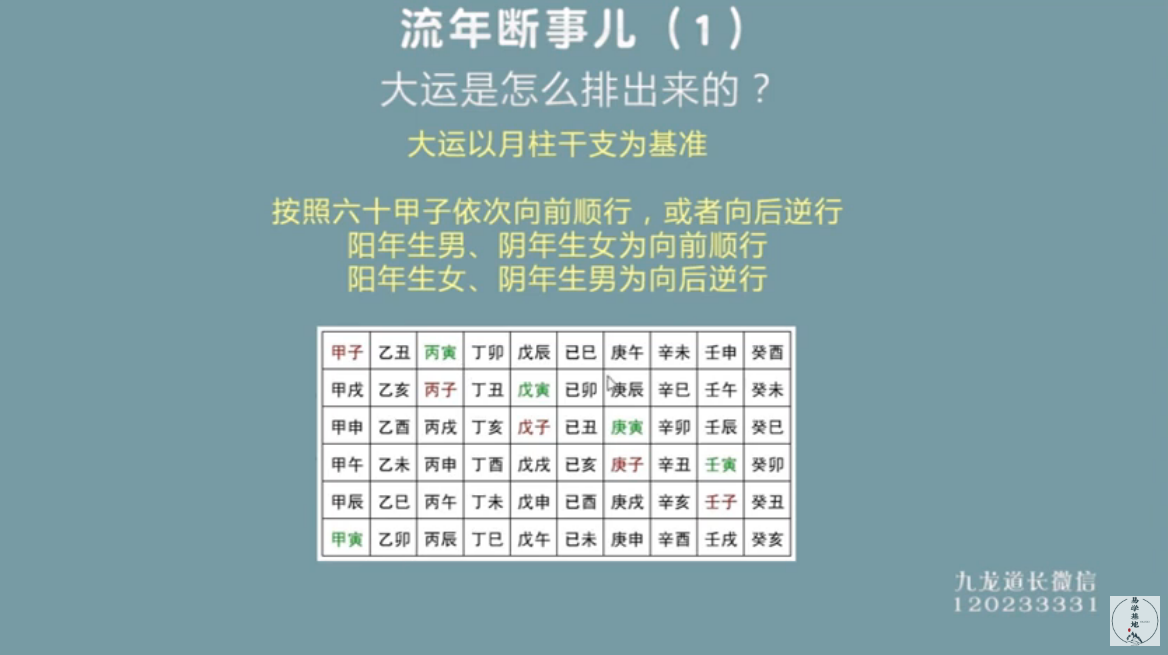 流年断事儿（1）
大运是怎么排出来的？
大运以月柱干支为基准
按照六十甲子依次向前顺行，或者向后逆行
阳年生男、阴年生女为向前顺行
阳年生女、阴年生男为向后逆行
甲子 乙丑 丙寅 丁卯 戊辰 已巳 庚午 辛未 壬申 癸酉
甲戌 乙亥 丙子 丁丑 戊寅 已卯 庚辰 辛巳 壬午 癸未
甲申 乙酉 丙戌 丁亥 戊子 已丑 庚寅 辛卯 壬辰 癸巳
甲午 乙未 丙申 丁酉 戊戌 已亥 庚子 辛丑 壬寅 癸卯
甲辰 乙巳 丙午 丁未 戊申 已酉 庚戌 辛亥 壬子 癸丑
甲寅 乙卯 丙辰 丁巳 戊午 已未 庚申 辛酉 壬戌 癸亥
九龙道长微信
120233331
易学基地